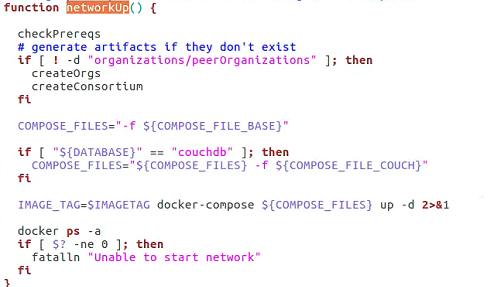 function networkUp() {
checkPrereqs
# generate artifacts if they don't exist
if [ ! -d "organizations/peerOrganizations" ]; then
createOrgs
createConsortium
fi
COMPOSE_FILES="-f ${COMPOSE_FILE_BASE}"
if [ "${DATABASE}" == "couchdb" ]; then
COMPOSE_FILES="${COMPOSE_FILES} -f ${COMPOSE_FILE_COUCH}"
fi
IMAGE_TAG=$IMAGETAG docker-compose ${COMPOSE_FILES} up -d 2>&1
docker ps -a
if [ $? -ne 0 ]; then
fatalln "Unable to start network"
fi
}